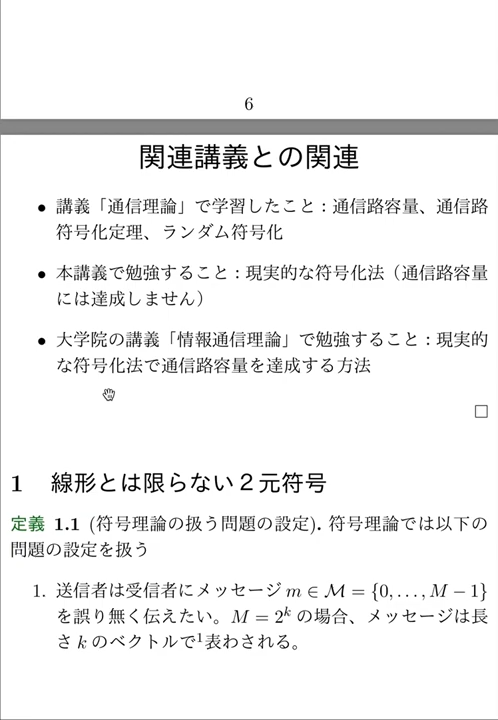 6
関連講義との関連
• 講義「通信理論」で学習したこと：通信路容量、通信路
符号化定理、ランダム符号化
• 本講義で勉強すること：現実的な符号化法（通信路容量
には達成しません）
• 大学院の講義「情報通信理論」で勉強すること：現実的
な符号化法で通信路容量を達成する方法
□
1 線形とは限らない２元符号
定義 1.1 (符号理論の扱う問題の設定). 符号理論では以下の
問題の設定を扱う
1. 送信者は受信者にメッセージ m ∈ ℳ = {0, . . . , M − 1}
を誤り無く伝えたい。M = 2ᵏ の場合、メッセージは長
さ k のベクトルで¹表わされる。